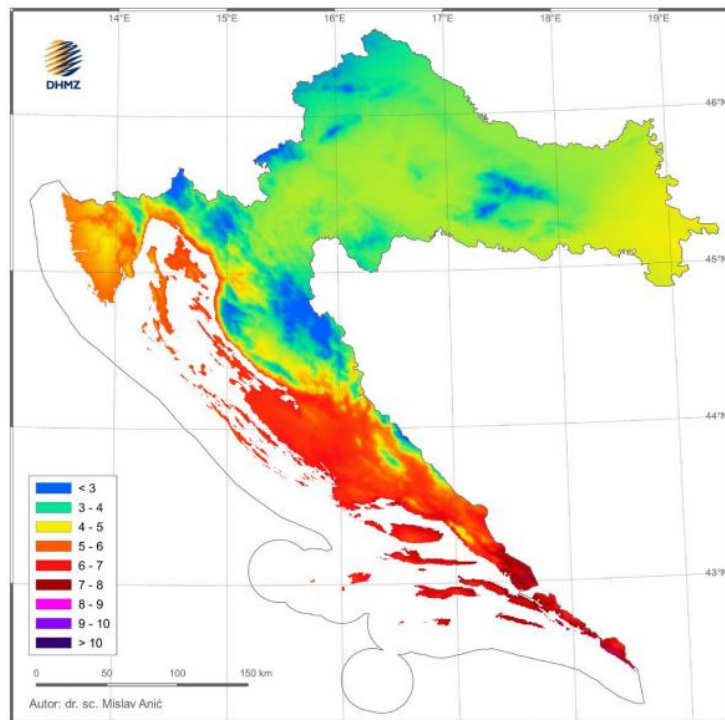 14°E
15°E
16°E
17°E
18°E
19°E
DHMZ
46°N
45°N
44°N
43°N
< 3
3 - 4
4 - 5
5 - 6
6 - 7
7 - 8
8 - 9
9 - 10
> 10
0 50 100 150 km
Autor: dr. sc. Mislav Anić